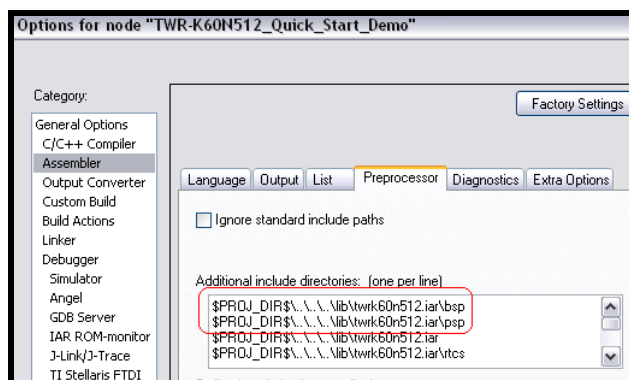 Options for node "TWR-K60N512_Quick_Start_Demo"
Category:
Factory Settings
General Options
C/C++ Compiler
Assembler
Output Converter
Custom Build
Build Actions
Linker
Debugger
Simulator
Angel
GDB Server
IAR ROM-monitor
J-Link/J-Trace
TI Stellaris FTDI
Language
Output
List
Preprocessor
Diagnostics
Extra Options
Ignore standard include paths
Additional include directories: (one per line)
$PROJ_DIR$\..\..\..\lib\twrk60n512.iar\bsp
$PROJ_DIR$\..\..\..\lib\twrk60n512.iar\psp
$PROJ_DIR$\..\..\..\lib\twrk60n512.iar
$PROJ_DIR$\..\..\..\lib\twrk60n512.iar\rtcs